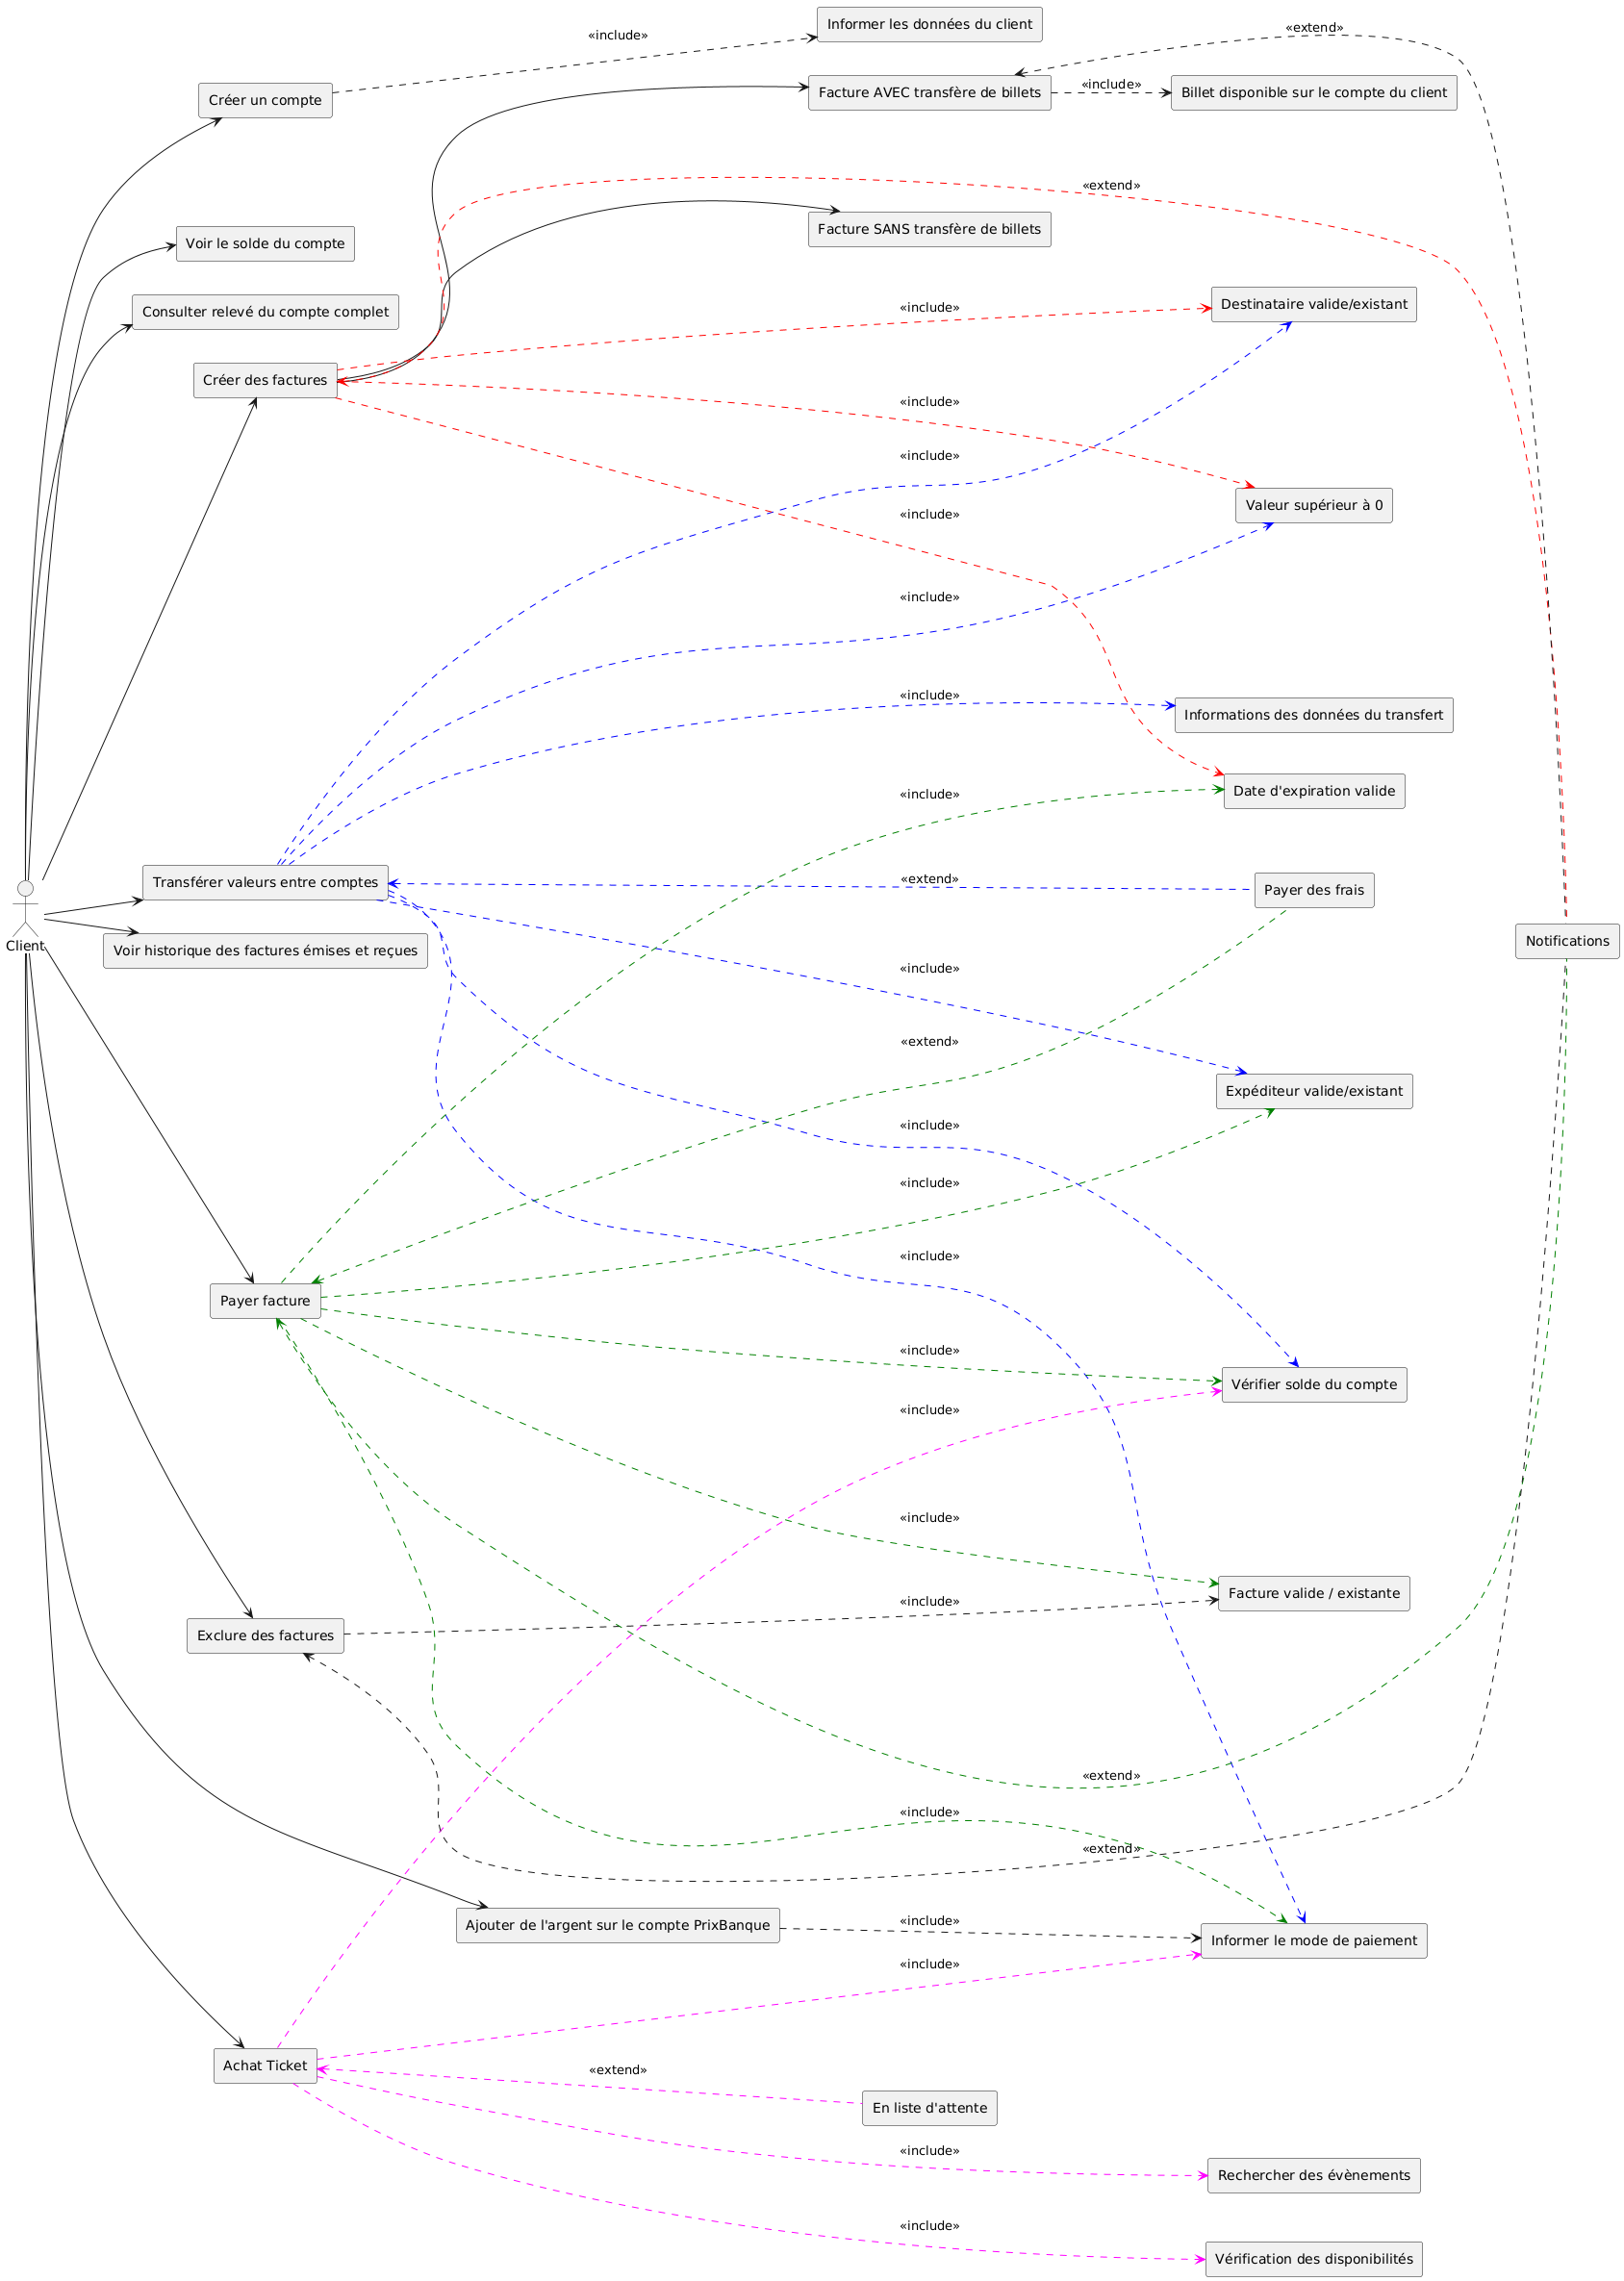 «include»
Informer les données du client
«extend»
Créer un compte
Facture AVEC transfère de billets
«include»
Billet disponible sur le compte du client
«extend»
Facture SANS transfère de billets
Voir le solde du compte
Consulter relevé du compte complet
«include»
Destinataire valide/existant
Créer des factures
«include»
«include»
Valeur supérieur à 0
«include»
«include»
«include»
Informations des données du transfert
«include»
Date d'expiration valide
Transférer valeurs entre comptes
«extend»
Payer des frais
Client
Voir historique des factures émises et reçues
Notifications
«include»
«extend»
Expéditeur valide/existant
«include»
«include»
«include»
Payer facture
«include»
Vérifier solde du compte
«include»
«include»
Facture valide / existante
«include»
Exclure des factures
«extend»
«include»
«extend»
Ajouter de l'argent sur le compte PrixBanque
«include»
Informer le mode de paiement
«include»
Achat Ticket
«extend»
En liste d'attente
«include»
Rechercher des évènements
«include»
Vérification des disponibilités